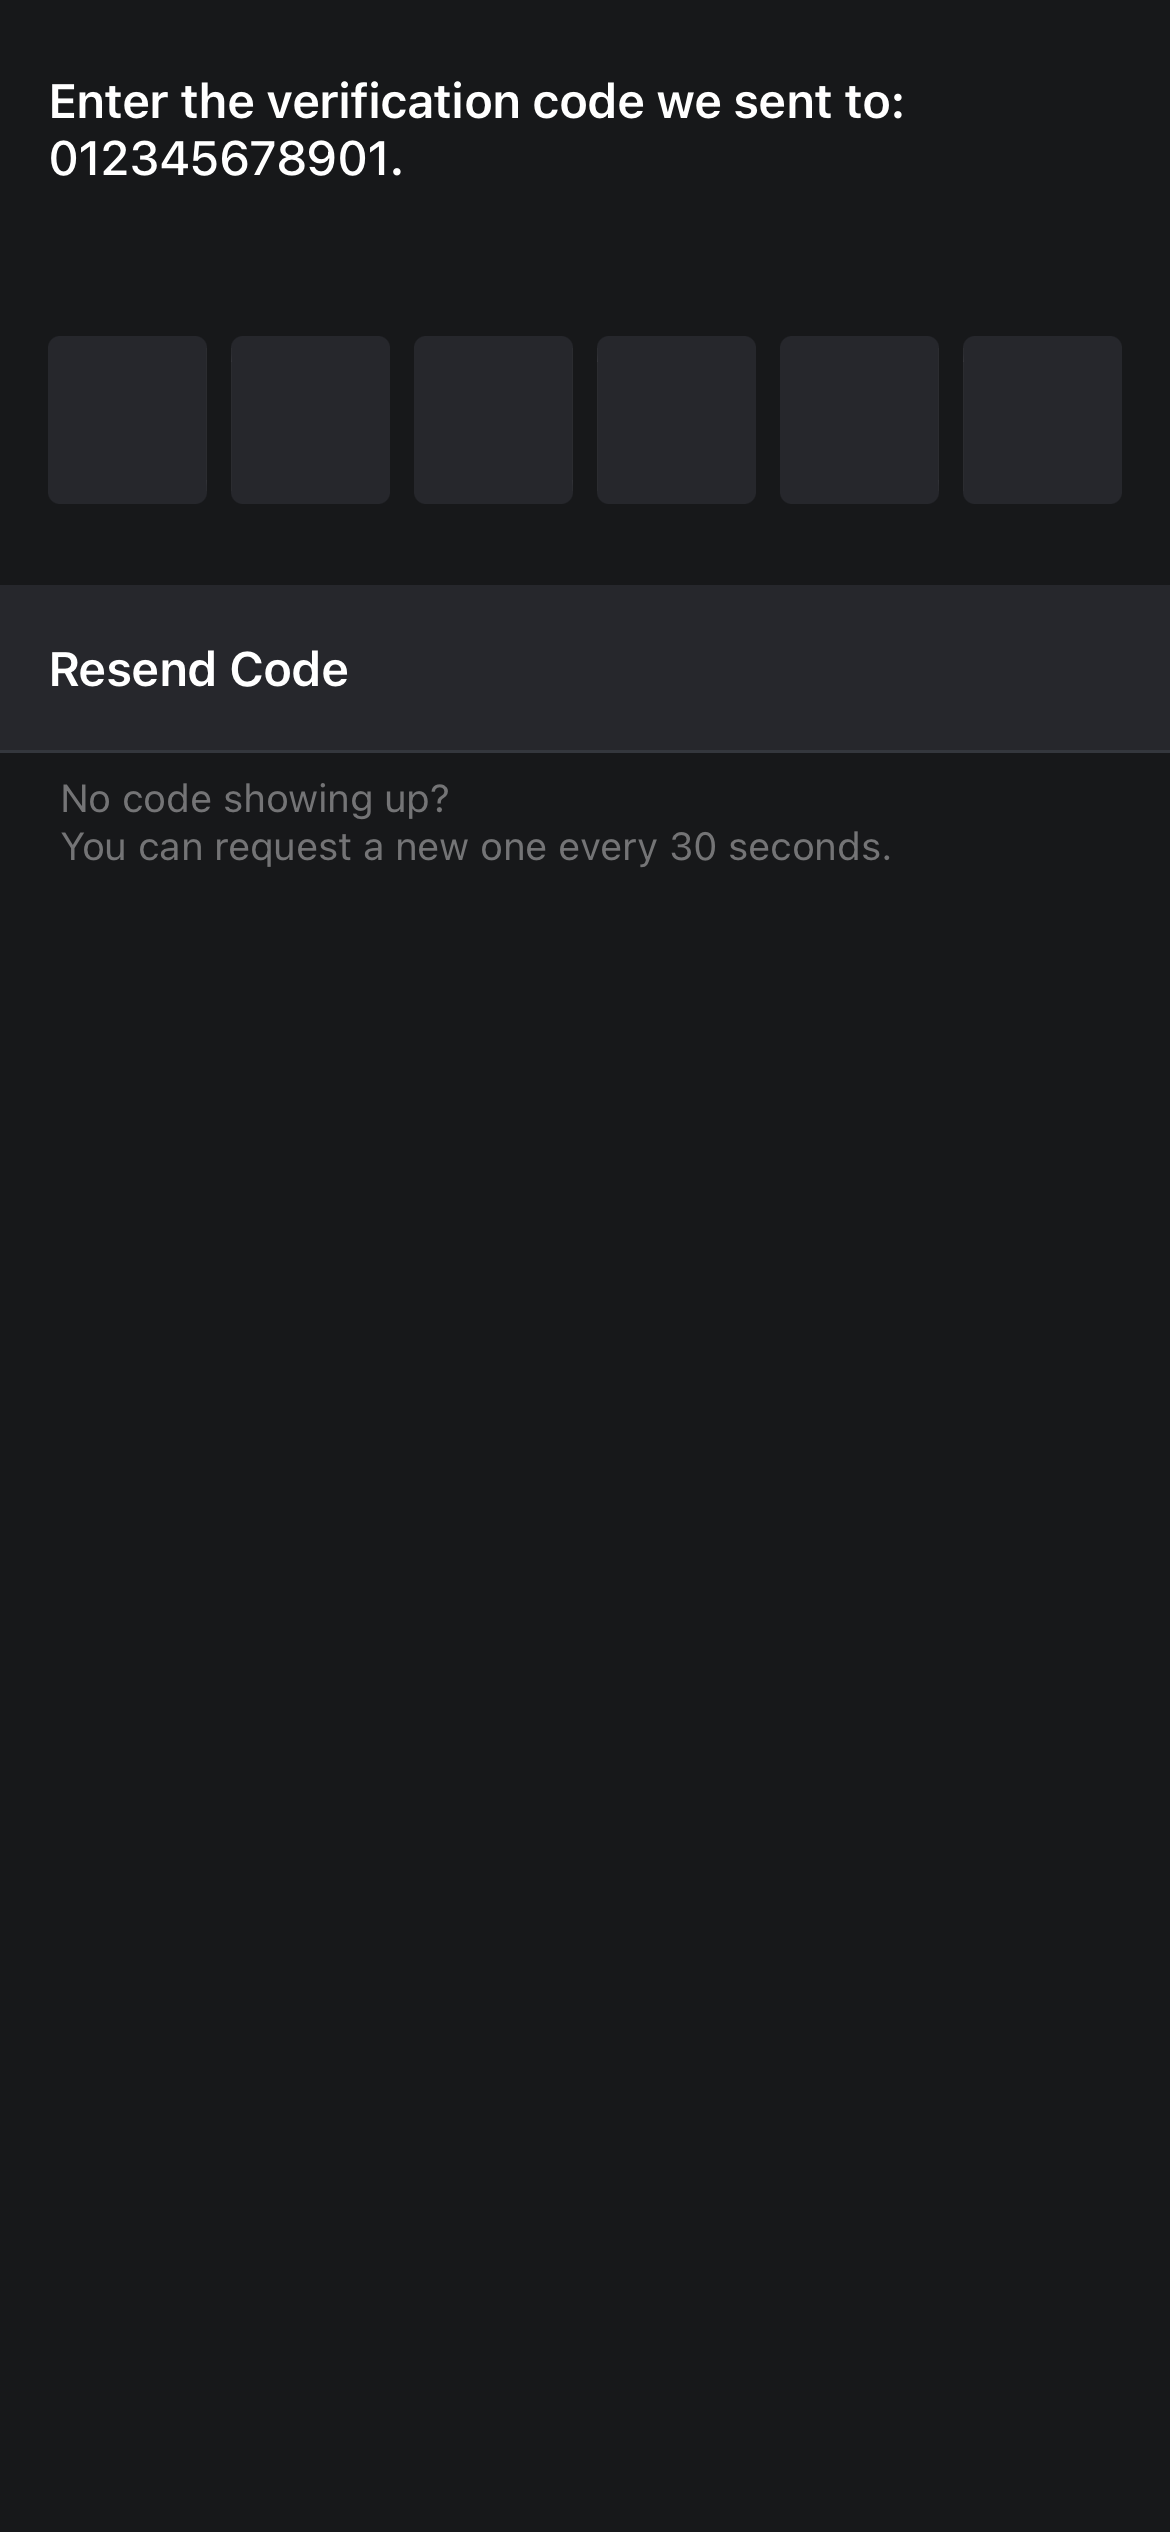 Enter the verification code we sent to:
012345678901.
Resend Code
No code showing up?
You can request a new one every 30 seconds.